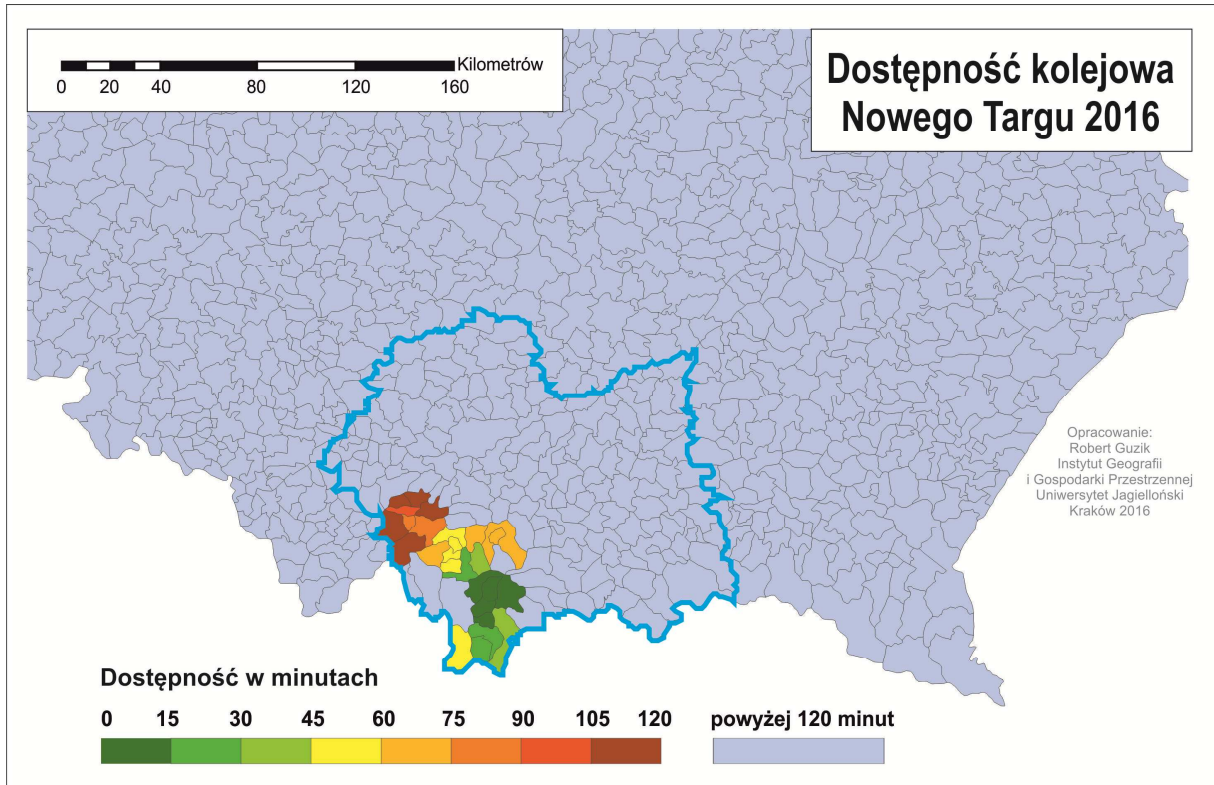 Kilometrów
0 20 40 80 120 160
Dostępność kolejowa
Nowego Targu 2016
Opracowanie:
Robert Guzik
Instytut Geografii
i Gospodarki Przestrzennej
Uniwersytet Jagielloński
Kraków 2016
Dostępność w minutach
0 15 30 45 60 75 90 105 120
powyżej 120 minut